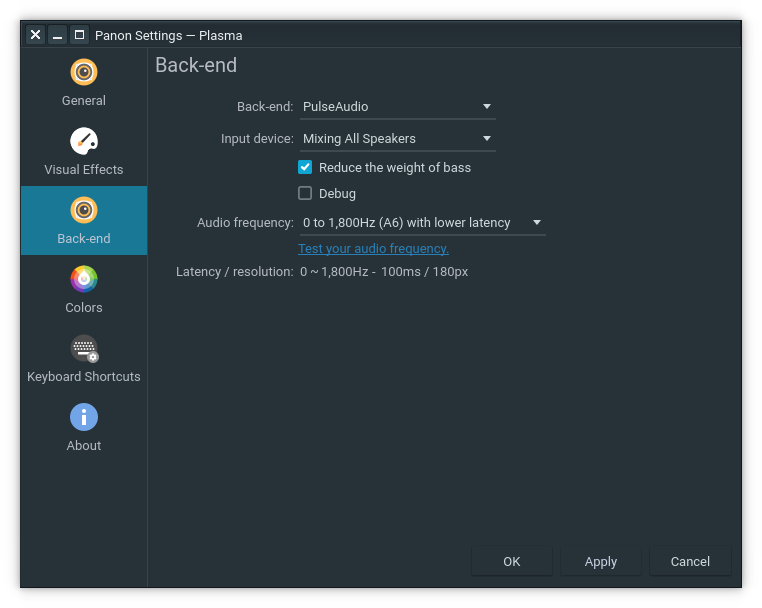 Panon Settings — Plasma
General
Visual Effects
Back-end
Colors
Keyboard Shortcuts
About
Back-end
Back-end: PulseAudio
Input device: Mixing All Speakers
Reduce the weight of bass
Debug
Audio frequency: 0 to 1,800Hz (A6) with lower latency
Test your audio frequency.
Latency / resolution: 0 ~ 1,800Hz - 100ms / 180px
OK Apply Cancel